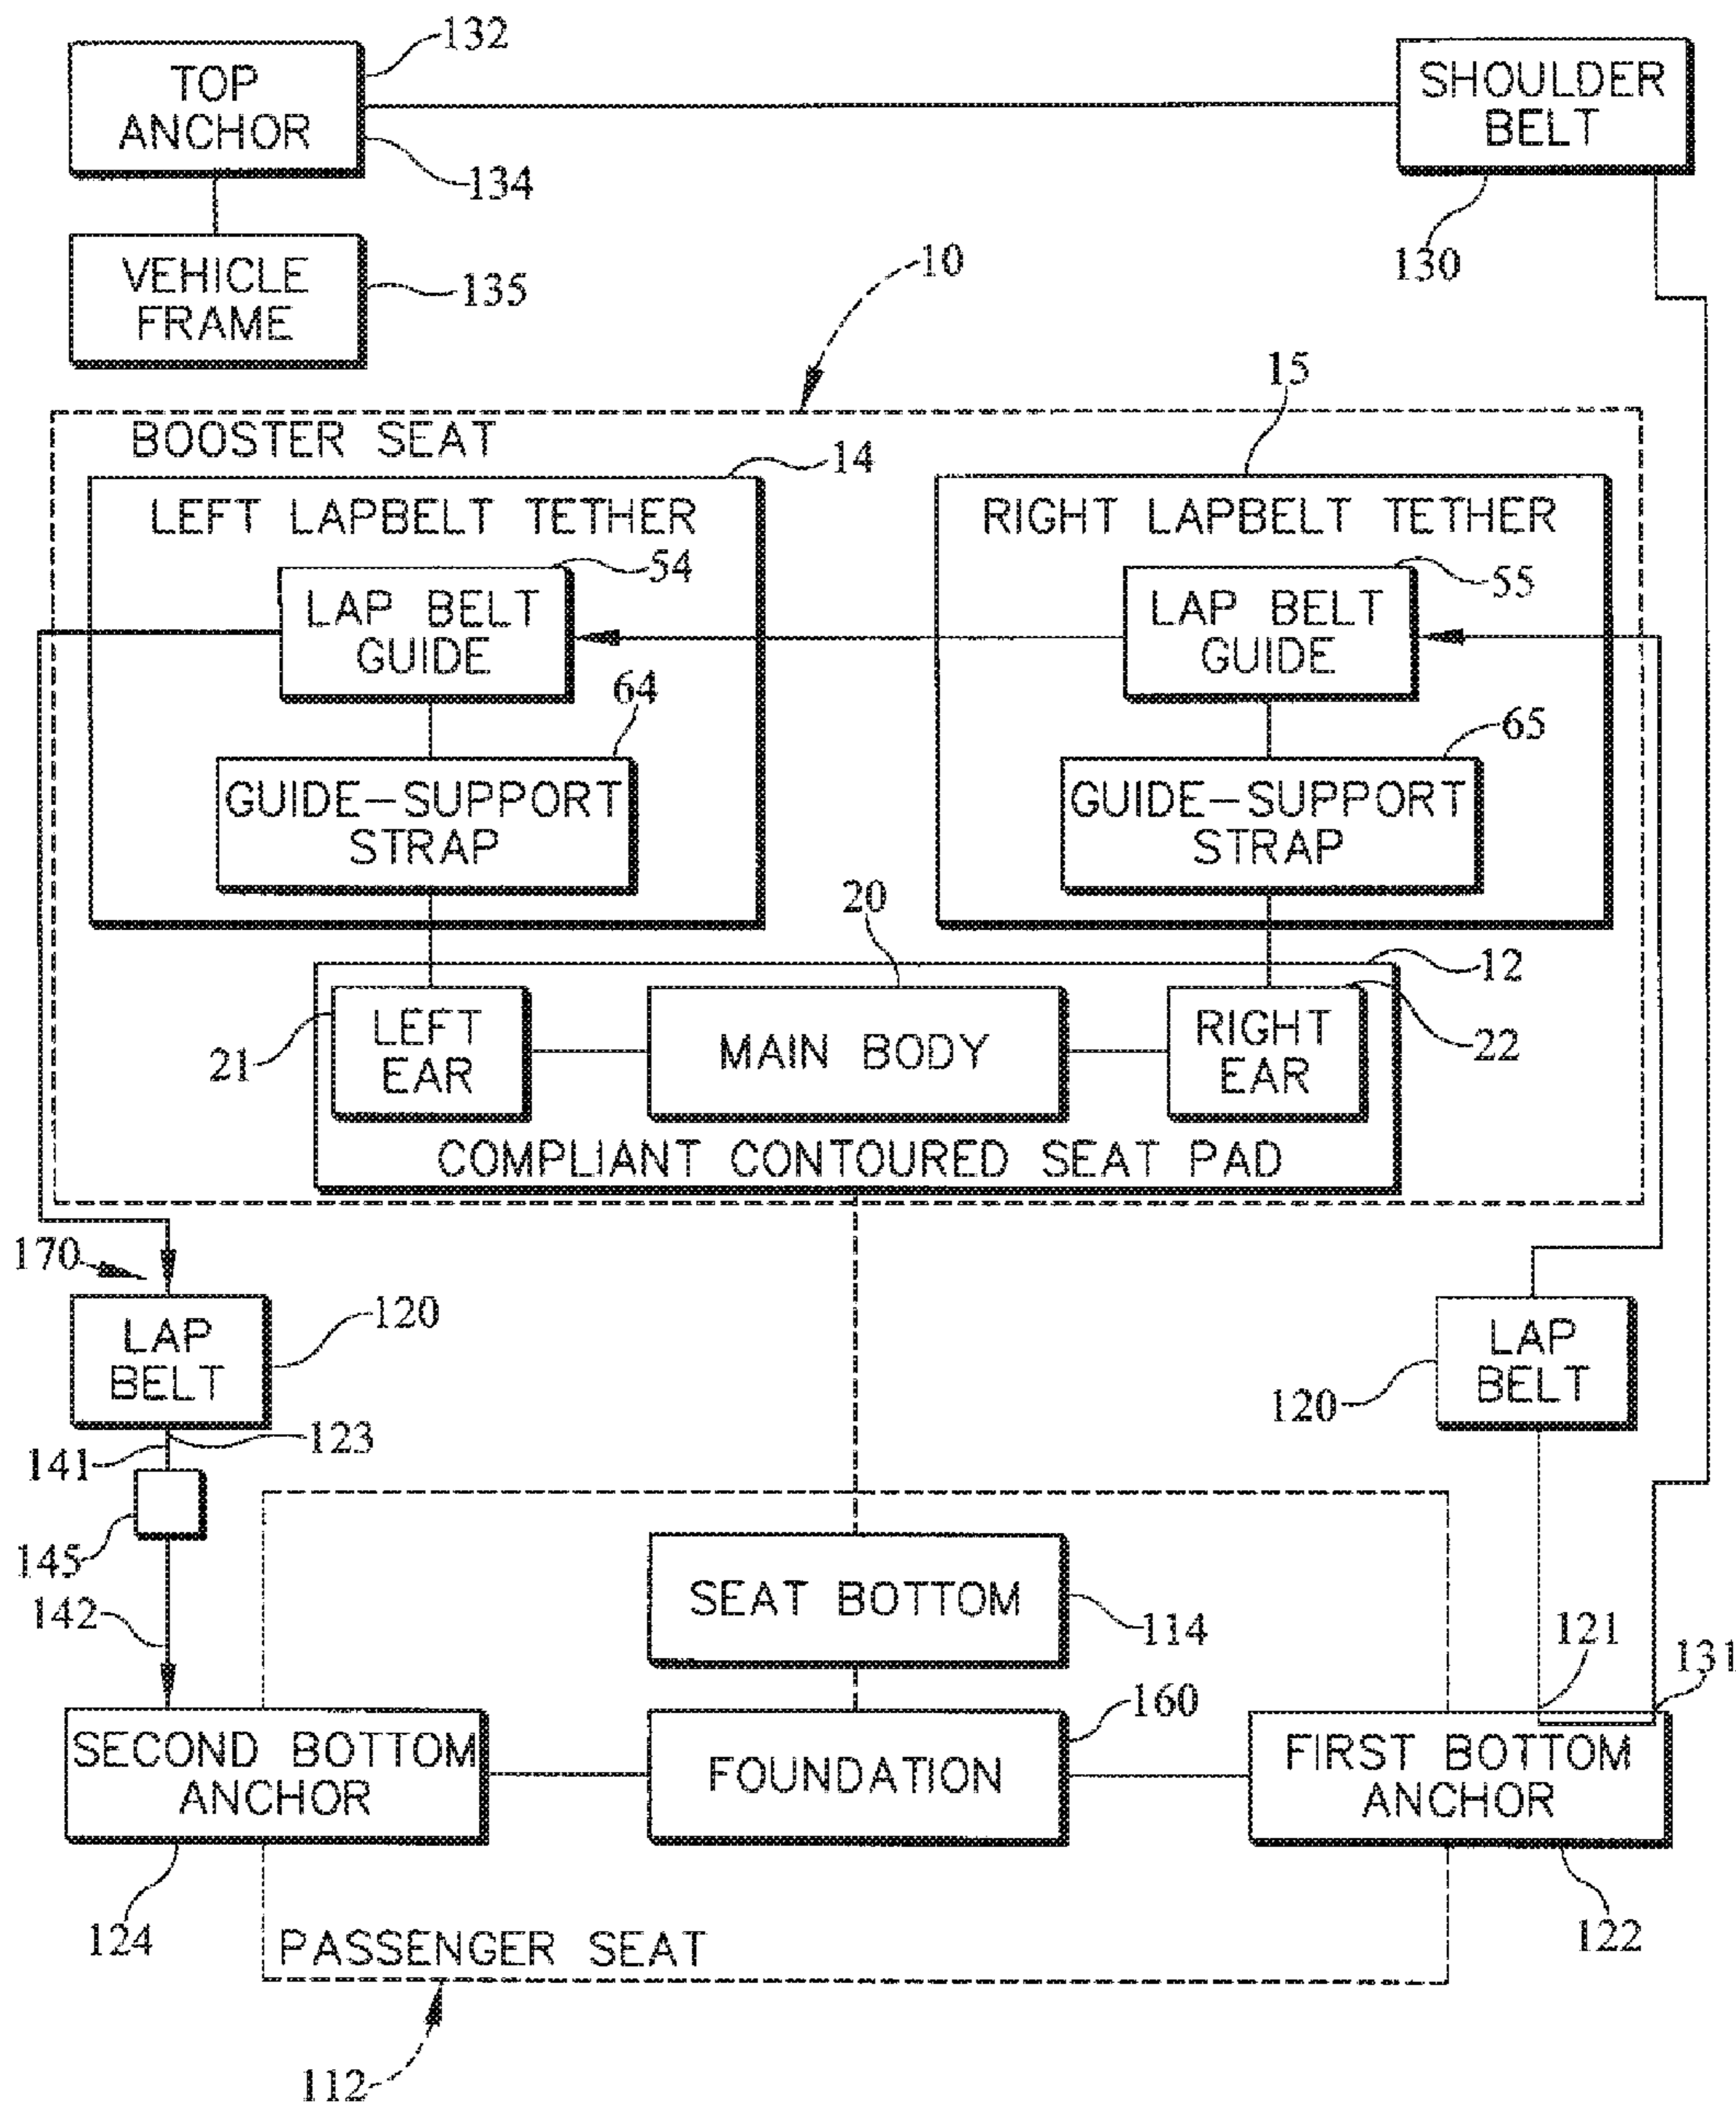 132
TOP
ANCHOR
134
SHOULDER
BELT
130
VEHICLE
FRAME
135
10
15
BOOSTER SEAT
14
LEFT LAPBELT TETHER
RIGHT LAPBELT TETHER
54
55
LAP BELT
GUIDE
LAP BELT
GUIDE
64
65
GUIDE-SUPPORT
STRAP
GUIDE-SUPPORT
STRAP
20
12
21
LEFT
EAR
MAIN BODY
RIGHT
EAR
22
COMPLIANT CONTOURED SEAT PAD
170
LAP
BELT
120
LAP
BELT
120
123
141
145
142
SEAT BOTTOM
114
121
131
160
SECOND BOTTOM
ANCHOR
FOUNDATION
FIRST BOTTOM
ANCHOR
124
122
PASSENGER SEAT
112